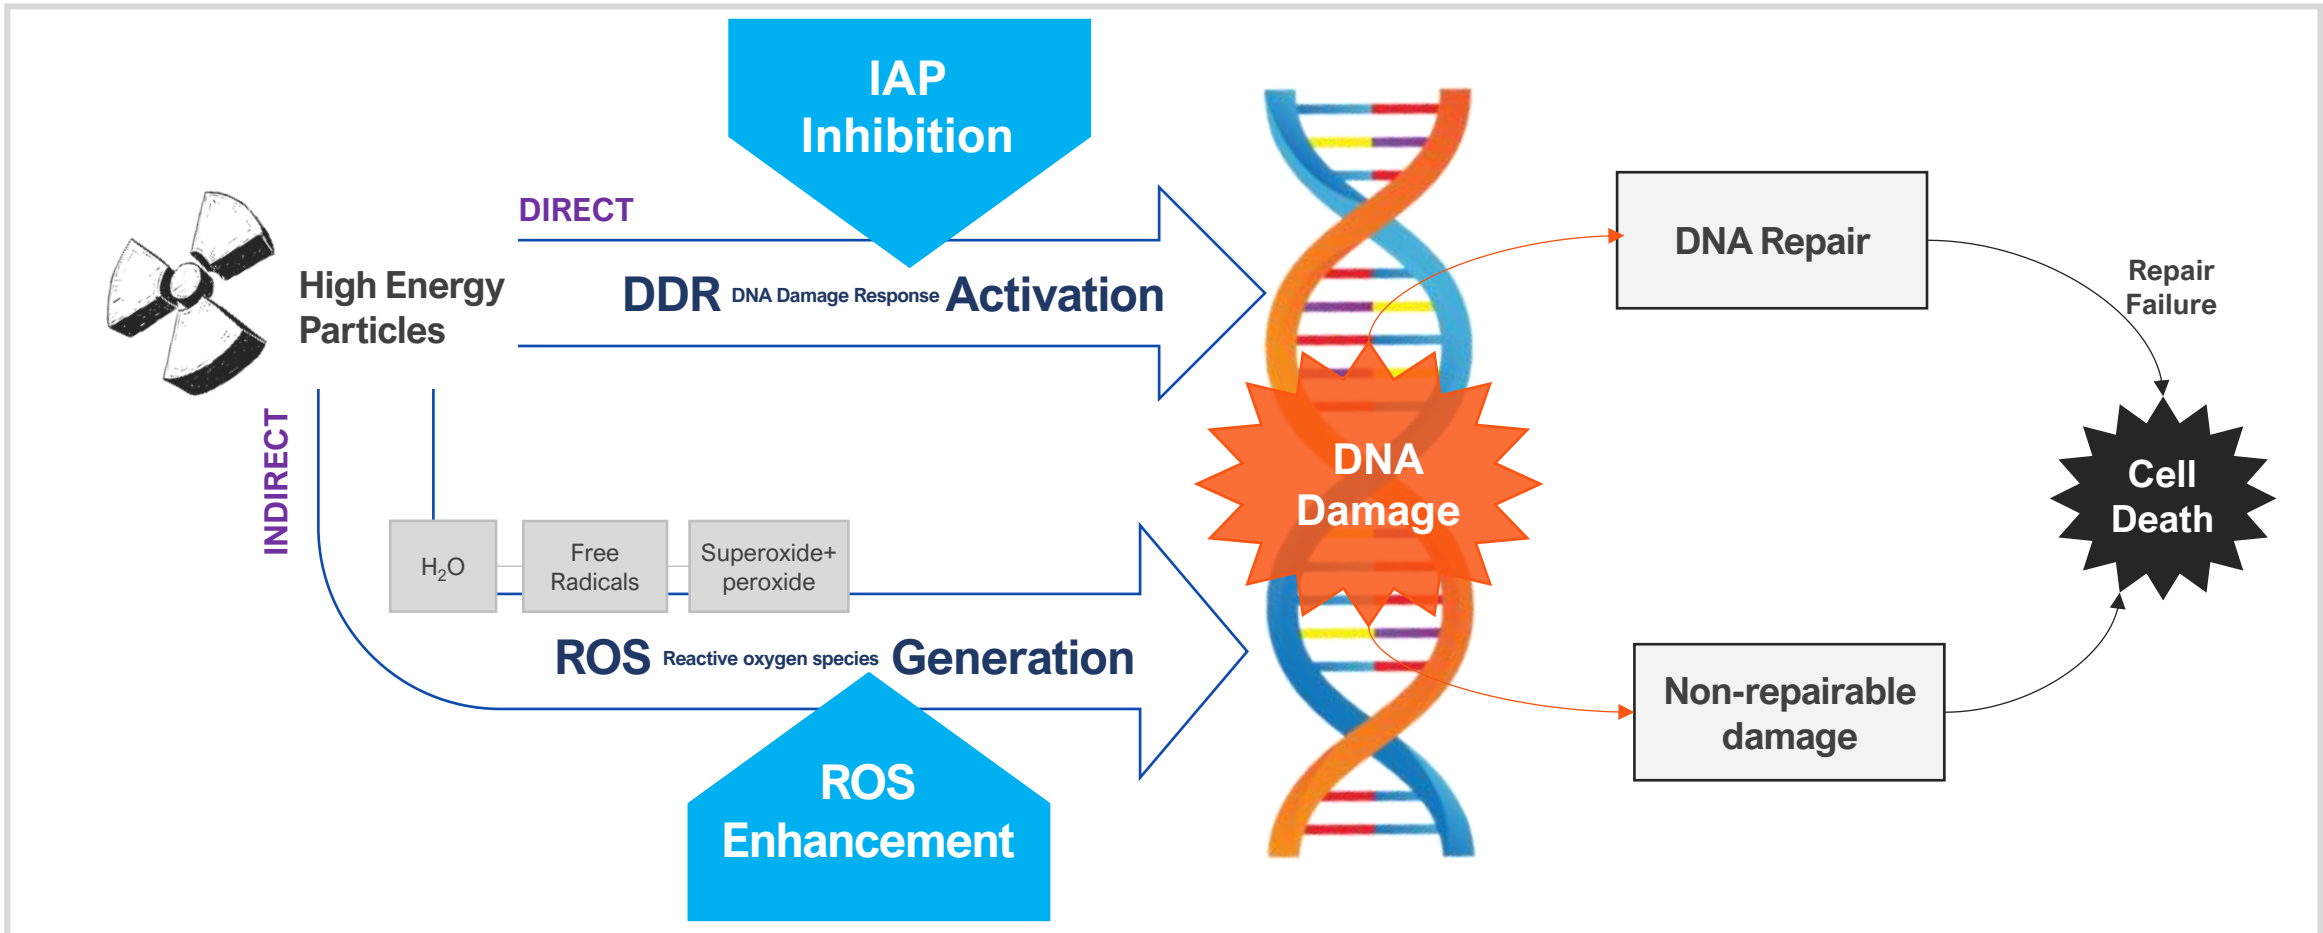 IAP
Inhibition
DIRECT
High Energy
Particles
DDR DNA Damage Response Activation
INDIRECT
H₂O
Free
Radicals
Superoxide+
peroxide
ROS Reactive oxygen species Generation
ROS
Enhancement
DNA
Damage
DNA Repair
Repair
Failure
Non-repairable
damage
Cell
Death